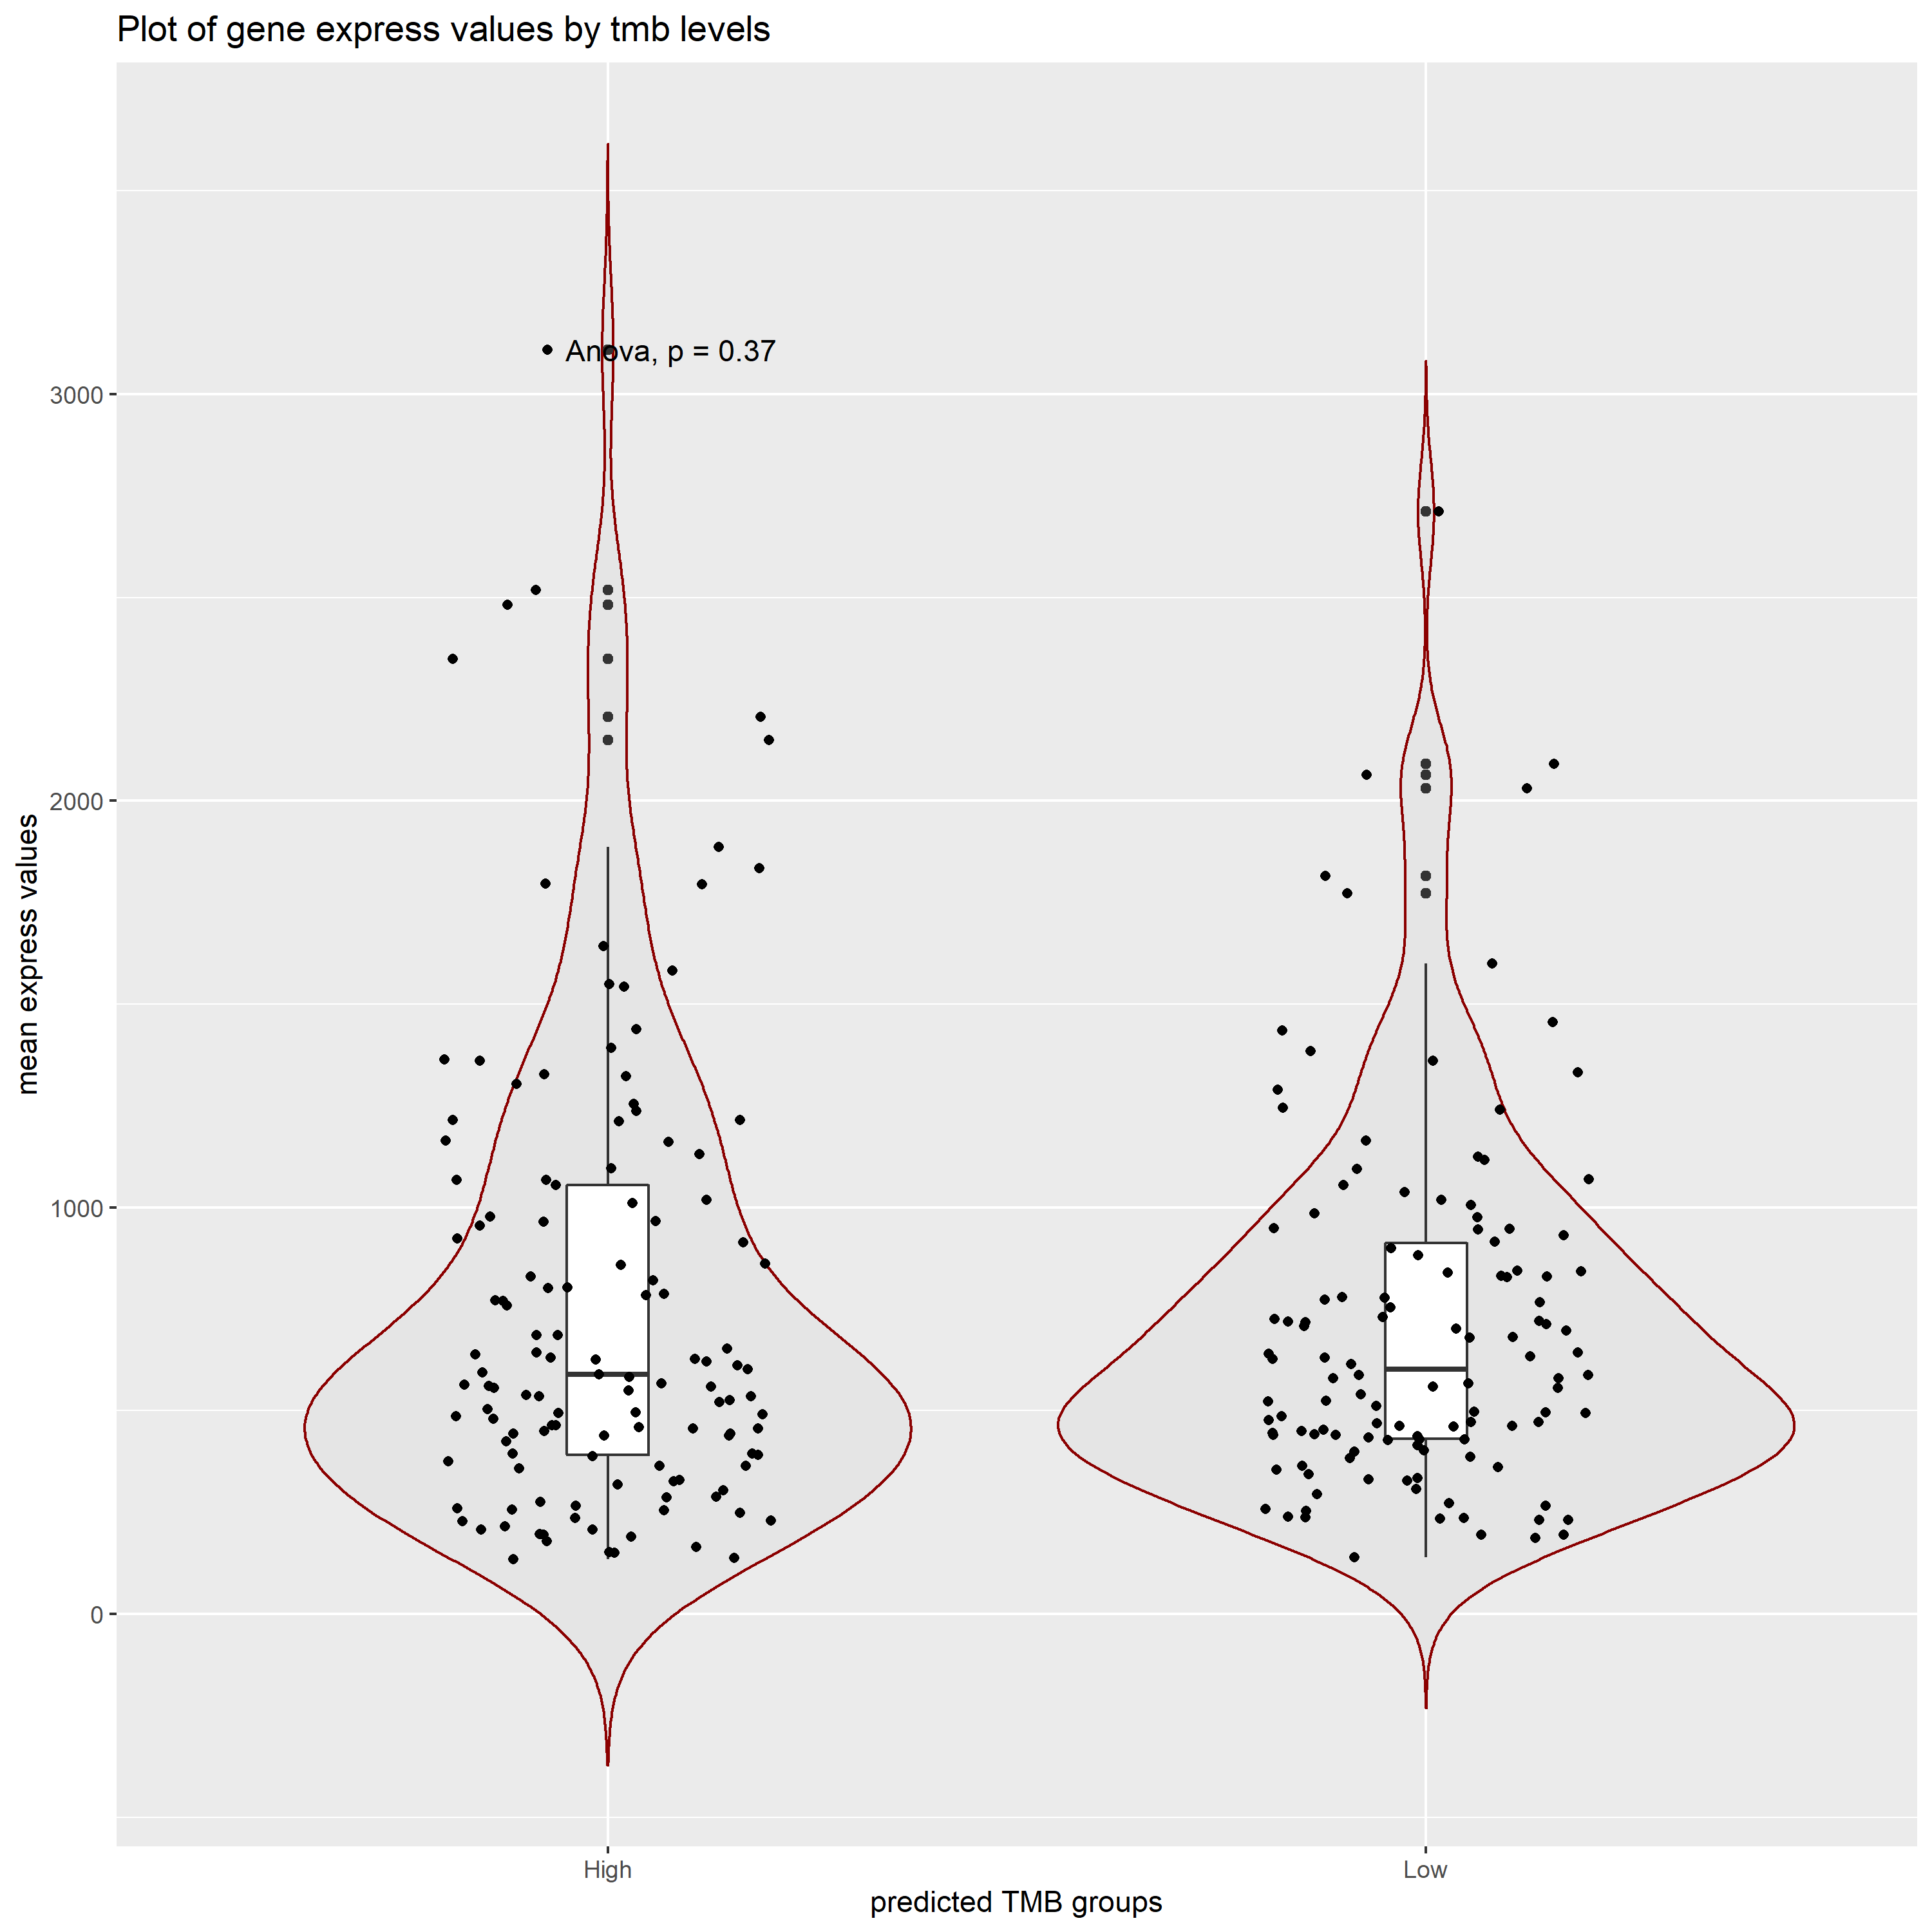 Plot of gene express values by tmb levels
Anova, p = 0.37
3000
2000
1000
0
mean express values
High
Low
predicted TMB groups